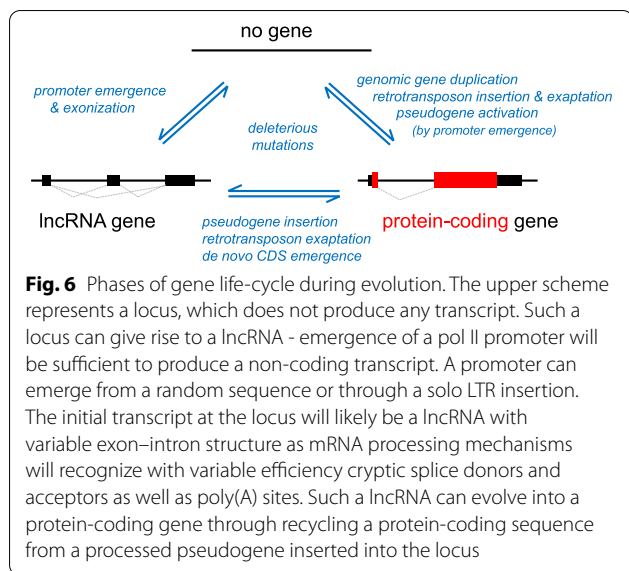 no gene
promoter emergence
& exonization
genomic gene duplication
retrotransposon insertion & exaptation
pseudogene activation
(by promoter emergence)
deleterious
mutations
lncRNA gene
protein-coding gene
pseudogene insertion
retrotransposon exaptation
de novo CDS emergence
Fig. 6 Phases of gene life-cycle during evolution. The upper scheme
represents a locus, which does not produce any transcript. Such a
locus can give rise to a lncRNA - emergence of a pol II promoter will
be sufficient to produce a non-coding transcript. A promoter can
emerge from a random sequence or through a solo LTR insertion.
The initial transcript at the locus will likely be a lncRNA with
variable exon–intron structure as mRNA processing mechanisms
will recognize with variable efficiency cryptic splice donors and
acceptors as well as poly(A) sites. Such a lncRNA can evolve into a
protein-coding gene through recycling a protein-coding sequence
from a processed pseudogene inserted into the locus